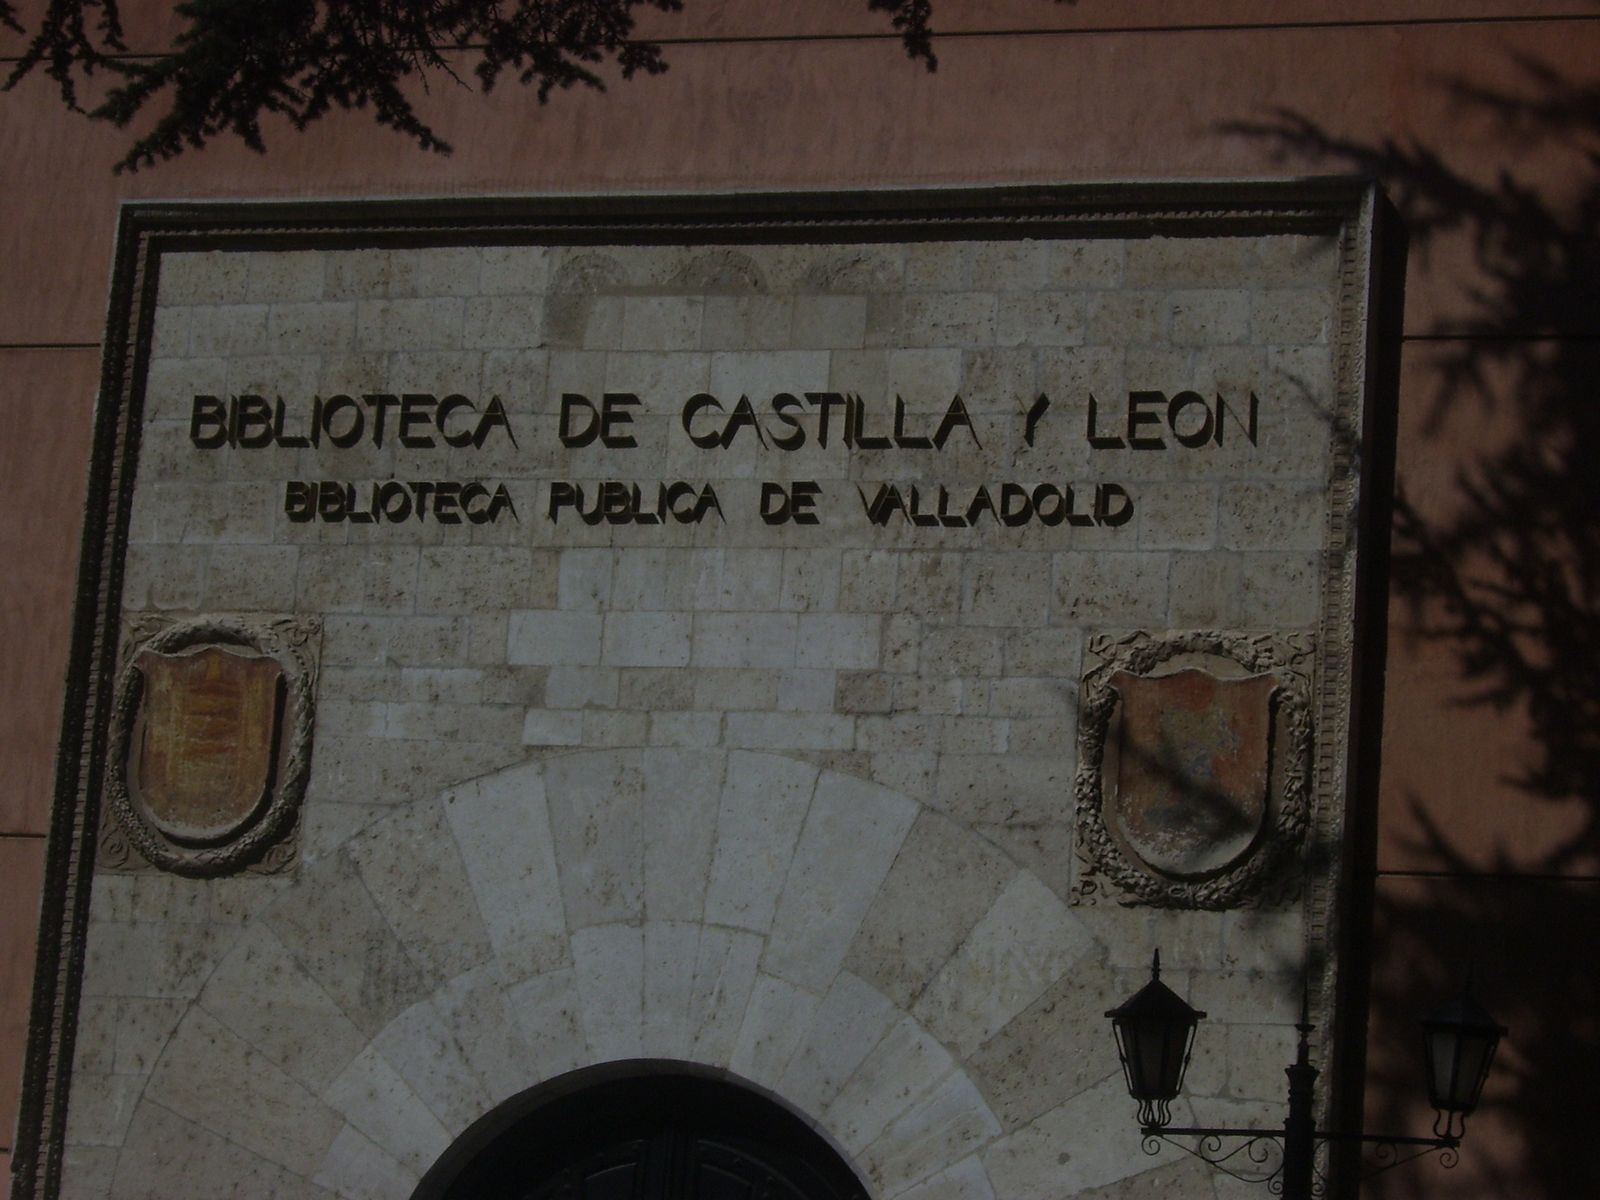 BIBLIOTECA DE CASTILLA Y LEON
BIBLIOTECA PUBLICA DE VALLADOLID